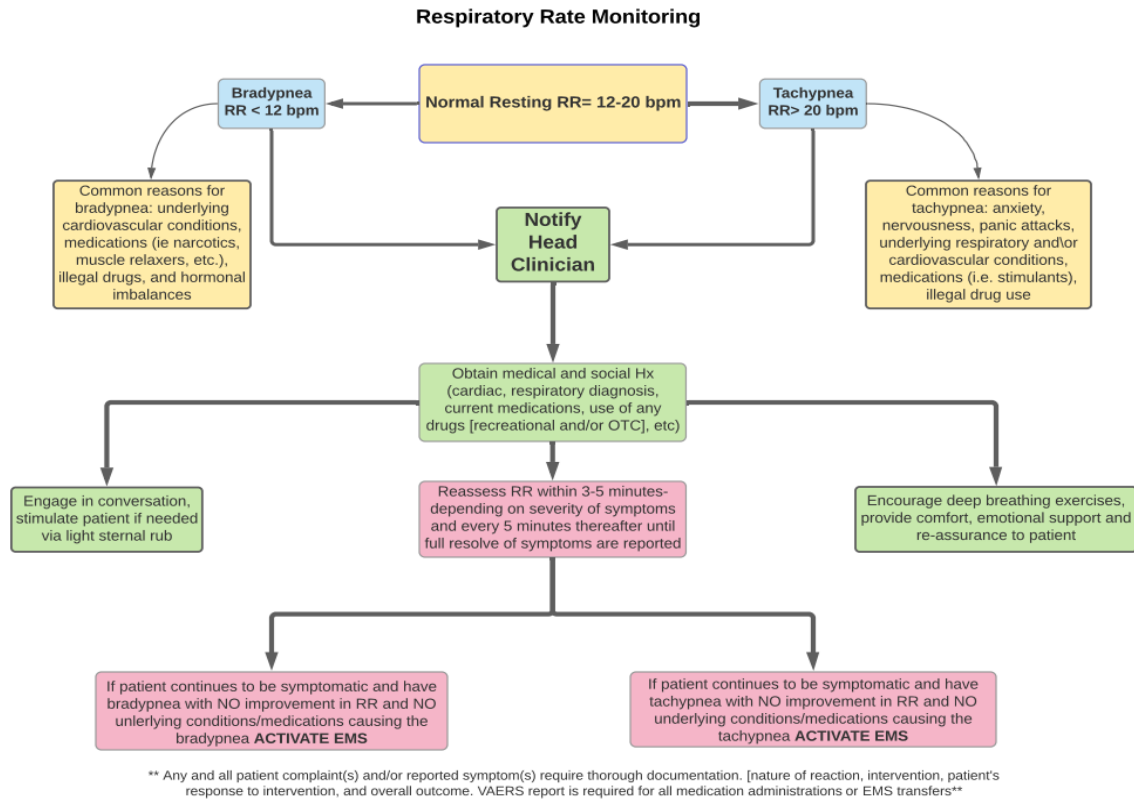 Respiratory Rate Monitoring
Bradypnea
RR < 12 bpm
Normal Resting RR= 12-20 bpm
Tachypnea
RR> 20 bpm
Common reasons for
bradypnea: underlying
cardiovascular conditions,
medications (ie narcotics,
muscle relaxers, etc.),
illegal drugs, and hormonal
imbalances
Notify
Head
Clinician
Common reasons for
tachypnea: anxiety,
nervousness, panic attacks,
underlying respiratory and\or
cardiovascular conditions,
medications (i.e. stimulants),
illegal drug use
Obtain medical and social Hx
(cardiac, respiratory diagnosis,
current medications, use of any
drugs [recreational and/or OTC], etc)
Engage in conversation,
stimulate patient if needed
via light sternal rub
Reassess RR within 3-5 minutes-
depending on severity of symptoms
and every 5 minutes thereafter until
full resolve of symptoms are reported
Encourage deep breathing exercises,
provide comfort, emotional support and
re-assurance to patient
If patient continues to be symptomatic and have
bradypnea with NO improvement in RR and NO
unlerlying conditions/medications causing the
bradypnea ACTIVATE EMS
If patient continues to be symptomatic and have
tachypnea with NO improvement in RR and NO
underlying conditions/medications causing the
tachypnea ACTIVATE EMS
** Any and all patient complaint(s) and/or reported symptom(s) require thorough documentation. [nature of reaction, intervention, patient's
response to intervention, and overall outcome. VAERS report is required for all medication administrations or EMS transfers**